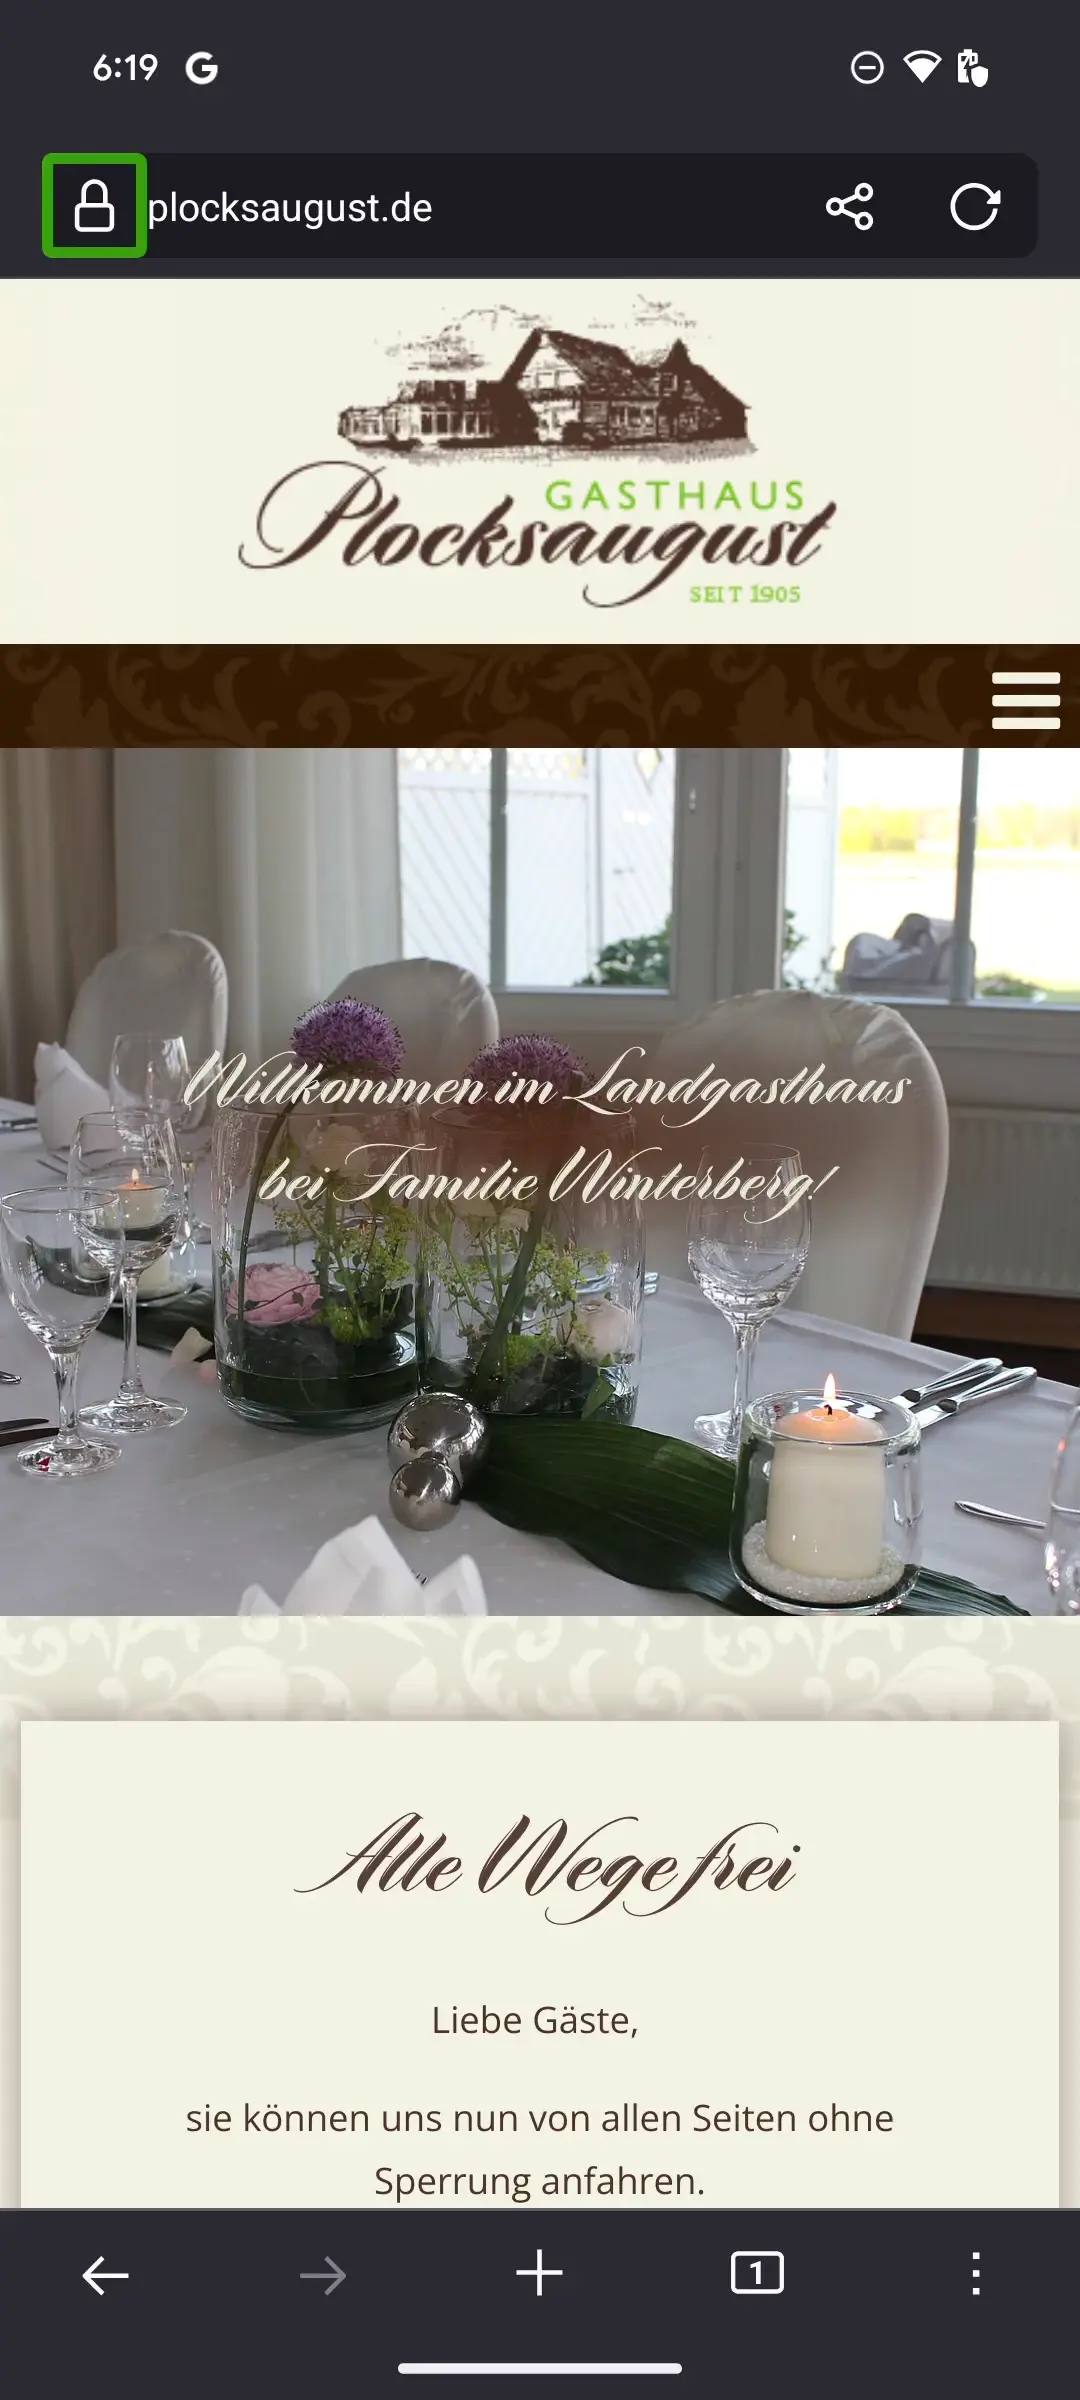 6:19
plocksaugust.de
GASTHAUS
Plocksaugust
SEIT 1905
Willkommen im Landgasthaus
bei Familie Winterberg!
Alle Wege frei
Liebe Gäste,
sie können uns nun von allen Seiten ohne
Sperrung anfahren.
1